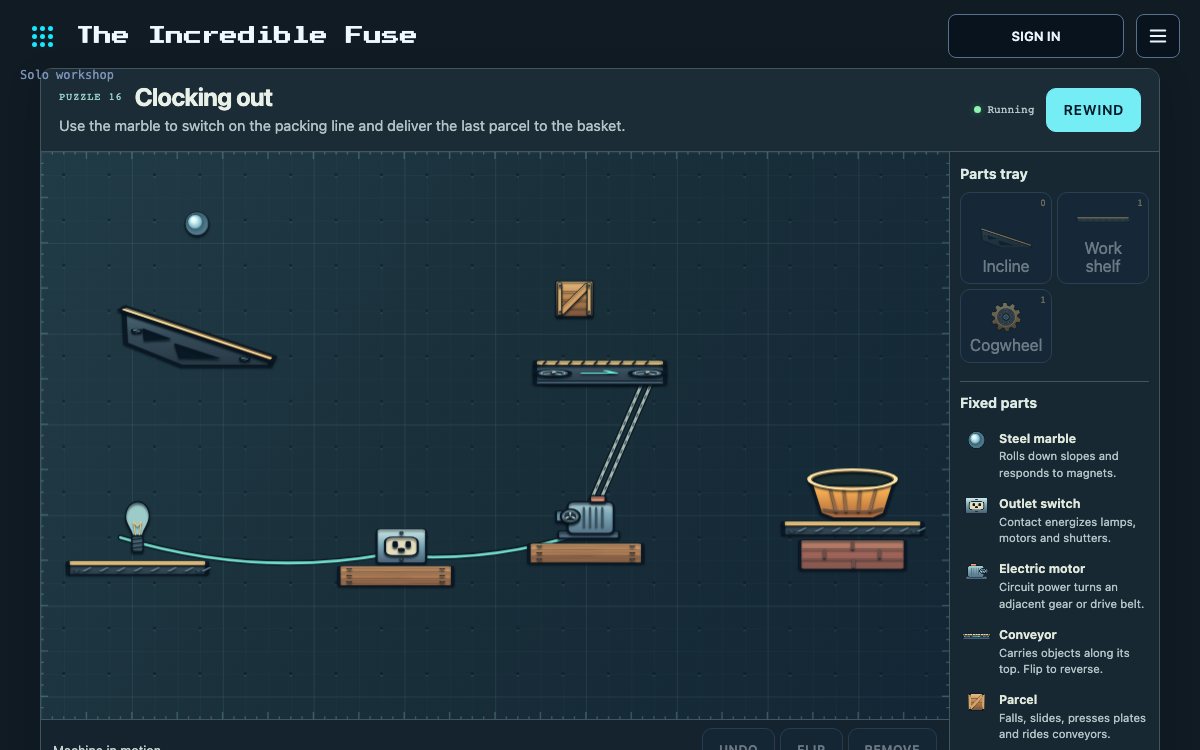 The Incredible Fuse
SIGN IN
Solo workshop
PUZZLE 16
Clocking out
Use the marble to switch on the packing line and deliver the last parcel to the basket.
Running
REWIND
Parts tray
0
Incline
1
Work
shelf
1
Cogwheel
Fixed parts
Steel marble
Rolls down slopes and
responds to magnets.
Outlet switch
Contact energizes lamps,
motors and shutters.
Electric motor
Circuit power turns an
adjacent gear or drive belt.
Conveyor
Carries objects along its
top. Flip to reverse.
Parcel
Falls, slides, presses plates
and rides conveyors.
Machine in motion
UNDO
FLIP
REMOVE